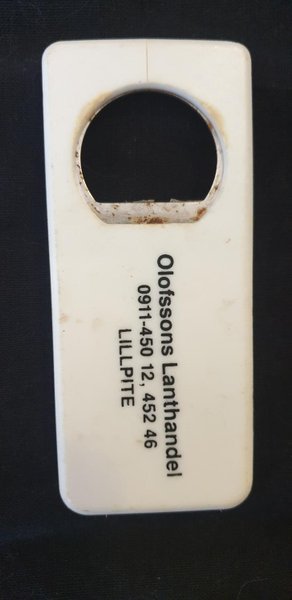 Olofssons Lanthandel
0911-450 12, 452 46
LILLPITE